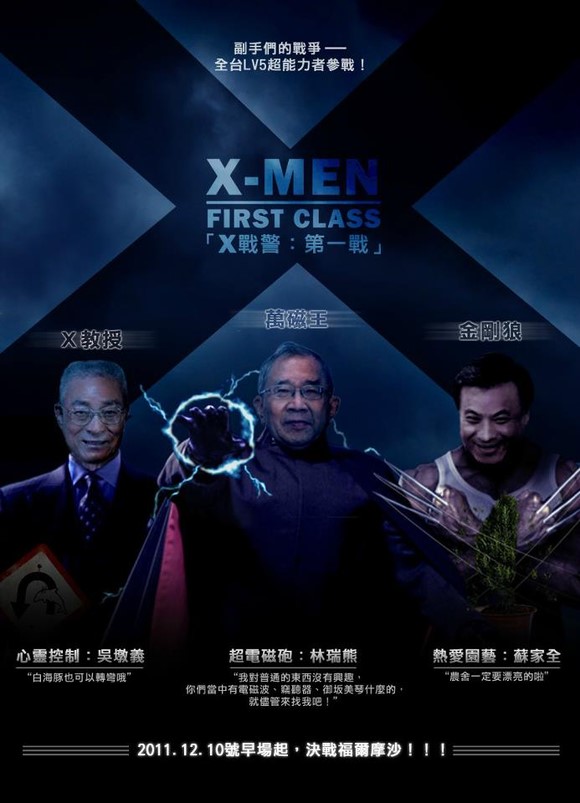 副手們的戰爭——
全台LV5超能力者參戰！
X-MEN
FIRST CLASS
「X戰警：第一戰」
X教授
萬磁王
金剛狼
心靈控制：吳墩義
“白海豚也可以轉彎哦”
超電磁砲：林瑞熊
“我對普通的東西沒有興趣，
你們當中有電磁波、竊聽器、御坂美琴什麼的，
就儘管來找我吧！”
熱愛園藝：蘇家全
“農舍一定要漂亮的啦”
2011.12.10號早場起，決戰福爾摩沙！！！